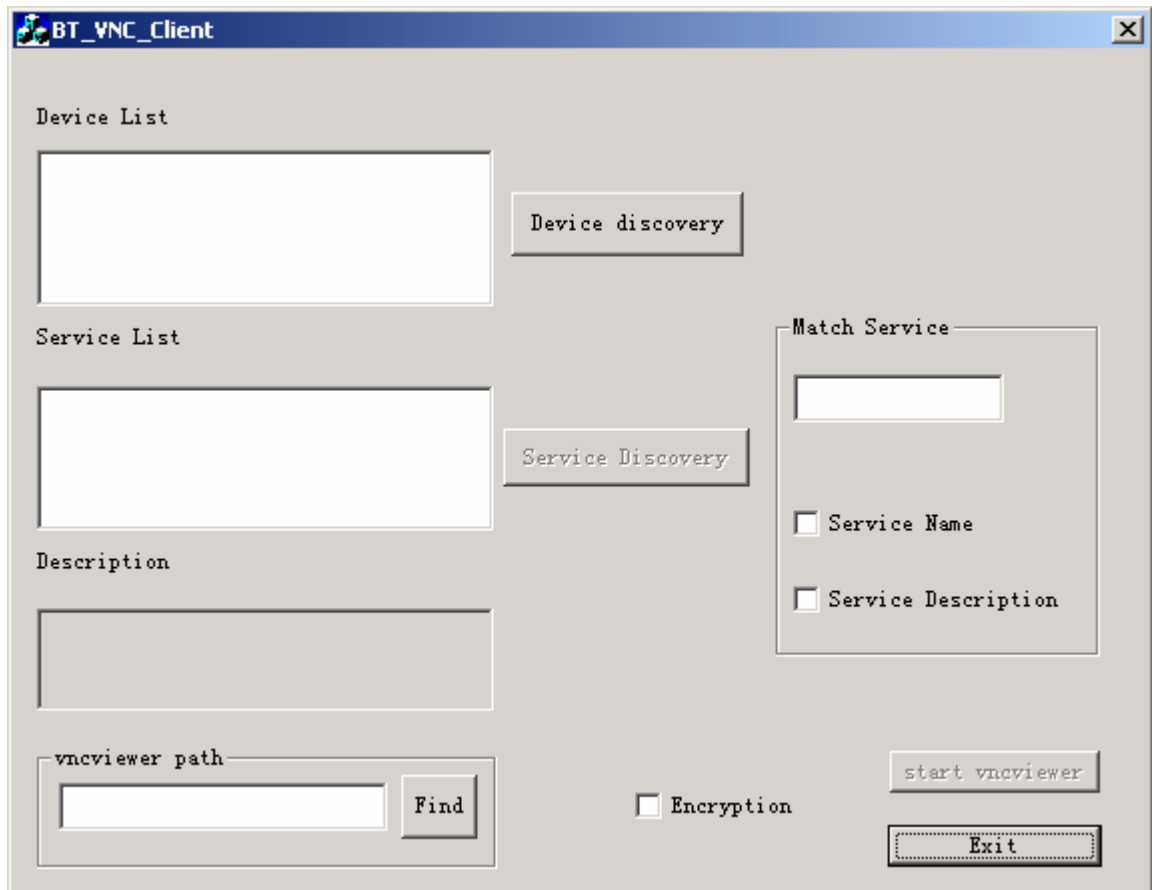 BT_VNC_Client
Device List
Device discovery
Service List
Match Service
Service Discovery
Service Name
Description
Service Description
vncviewer path
start vncviewer
Find
Encryption
Exit